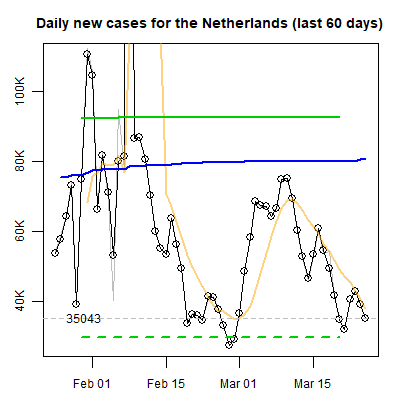 Daily new cases for the Netherlands (last 60 days)
100K
80K
60K
40K
35043
Feb 01 Feb 15 Mar 01 Mar 15